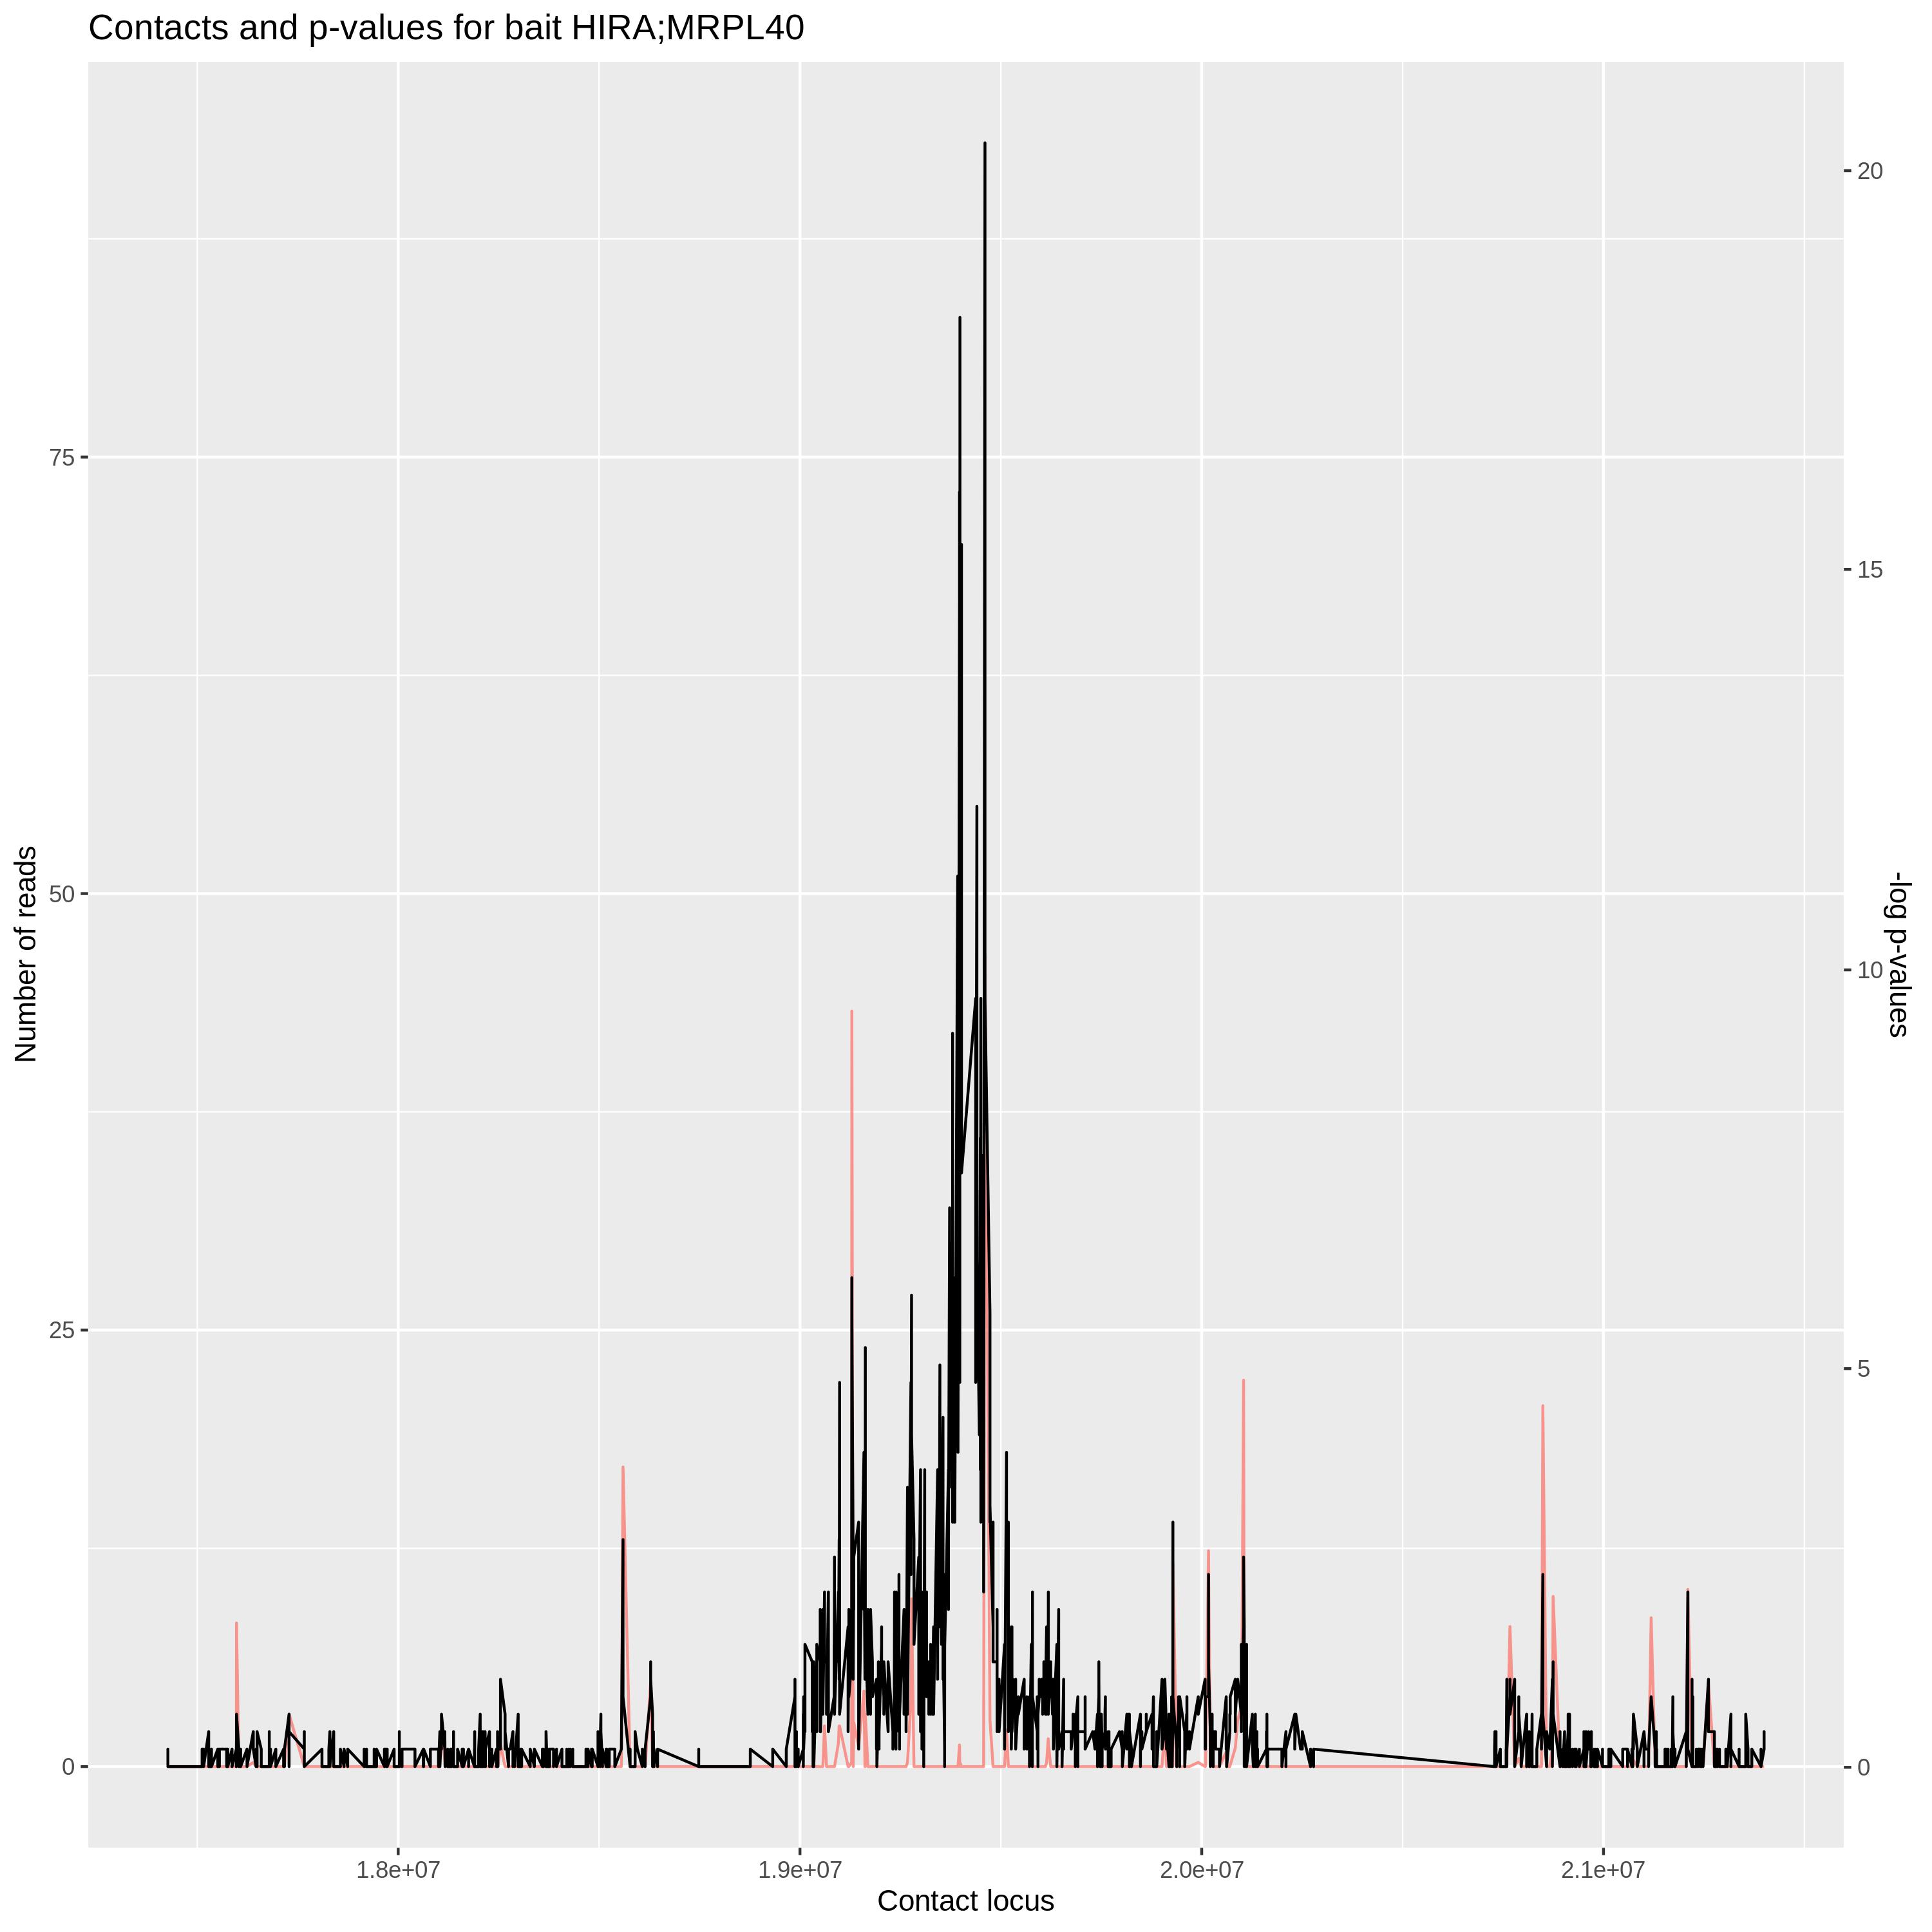 Contacts and p-values for bait HIRA;MRPL40
Number of reads
75
50
25
0
20
15
10
5
0
-log p-values
1.8e+07
1.9e+07
2.0e+07
2.1e+07
Contact locus